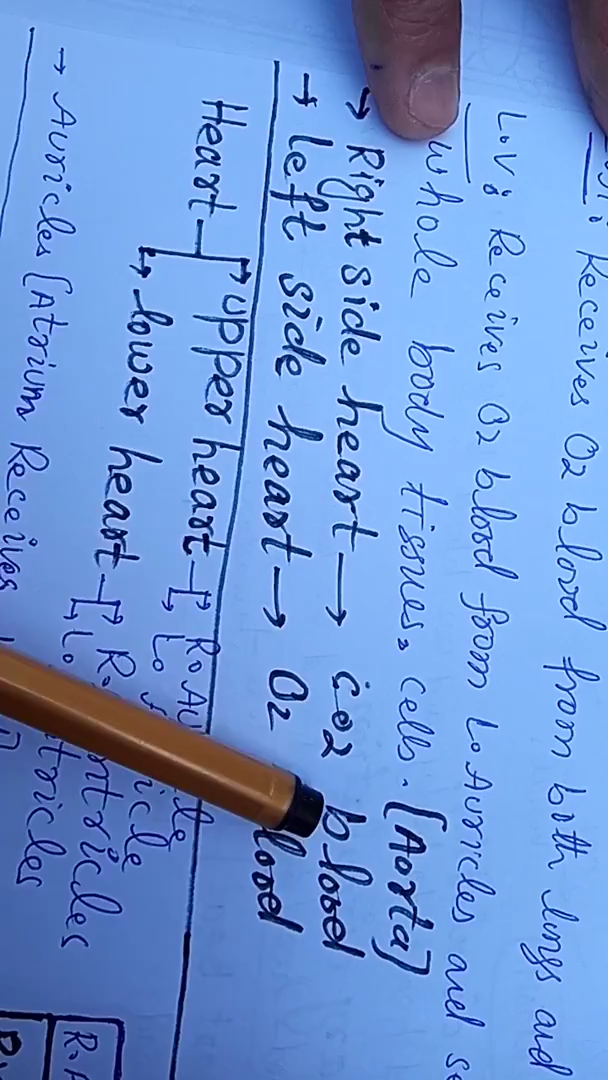 Receives O2 blood from both lungs and
L.V: Receives O2 blood from L.Auricles and
whole body tissues, cells. [Aorta]
→ Right side heart → co2 blood
→ left side heart → O2 blood
Heart
upper heart
lower heart
R.
L.
→ Auricles [Atrium Receives